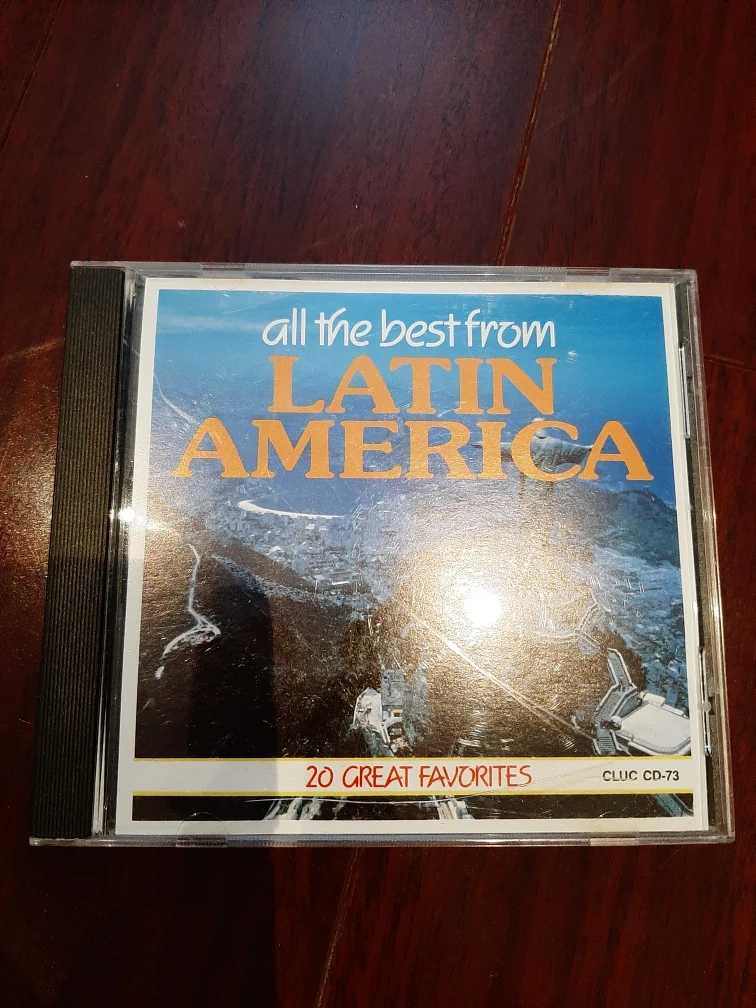 all the best from
LATIN
AMERICA
20 GREAT FAVORITES
CLUC CD-73